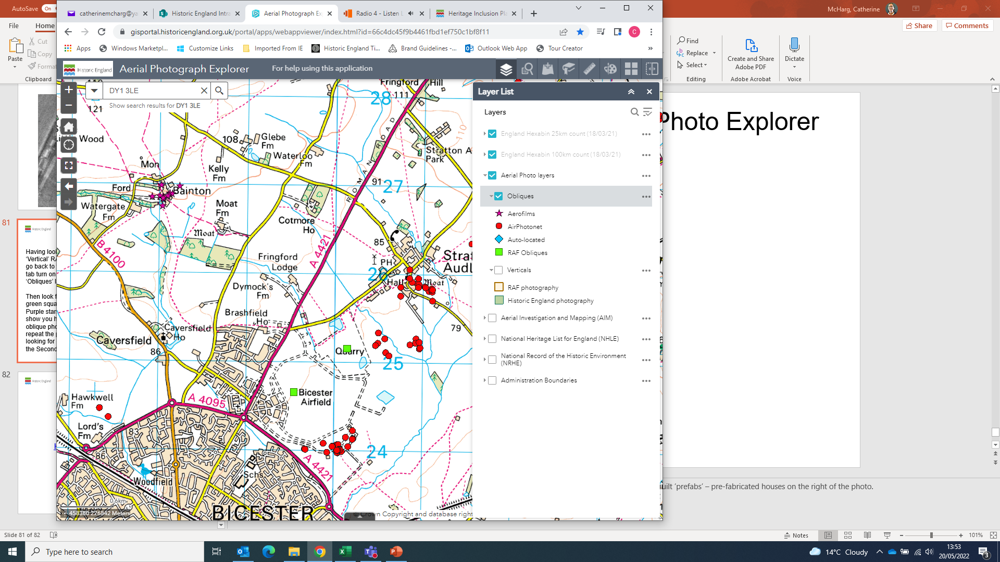 AutoSave On
McHarg, Catherine
File
Home
Share
Comments
Paste
Cut
Copy
Forma
Clipboard
Find
Replace
Select
Editing
Create and Share
Adobe PDF
Adobe Acrobat
Dictate
Voice
catherinemcharg@ya
Historic England Intra
Aerial Photograph Ex
Radio 4 - Listen L
Heritage Inclusion Pla
gisportal.historicengland.org.uk/portal/apps/webappviewer/index.html?id=66c4dc45f9b4461fbd1ef750c1bf8f11
C
Apps
Windows Marketpl...
Customize Links
Imported From IE
Historic England Ti...
Brand Guidelines -...
Outlook Web App
Tour Creator
Historic England
Aerial Photograph Explorer
For help using this application
DY1 3LE
Show search results for DY1 3LE
Layer List
Layers
England Hexabin 25km count (18/03/21)
England Hexabin 100km count (18/03/21)
Aerial Photo layers
Obliques
Aerofilms
AirPhotonet
Auto-located
RAF Obliques
Verticals
RAF photography
Historic England photography
Aerial Investigation and Mapping (AIM)
National Heritage List for England (NHLE)
National Record of the Historic Environment
(NRHE)
Administration Boundaries
Fringford Hill
111
28
121
Wood
108
Glebe
Fm
Waterloo
Fm
Stratton A
Park
ROMAN ROAD
110
Mon
Kelly
Fm
91
27
Ford
Bainton
Watergate
Fm
Moat
Fm
Cotmore
Ho
Moat
B 4100
A 4421
85
Fringford
Lodge
PH
Stra
Audl
26
Hall
Moat
Dymock's
Fm
Brashfield
Ho
79
Caversfield
Ho
Caversfield
86
Quarry
25
Bicester
Airfield
Hawkwell
Fm
A 4095
Lord's
Fm
83
86
24
A 4421
Schs
Woodfield
BICESTER
0.6km
458380 226842 Meters
© Crown Copyright and database right
Photo Explorer
81
Historic England
Having lool
'Vertical' R
go back to
tab turn on
'Obliques' l
Then look f
green squa
Purple star
show you h
oblique pho
repeat the
looking for
the Second
82
Historic England
uilt 'prefabs' – pre-fabricated houses on the right of the photo.
Slide 81 of 82
Notes
101%
Type here to search
14°C Cloudy
13:53
20/05/2022
3